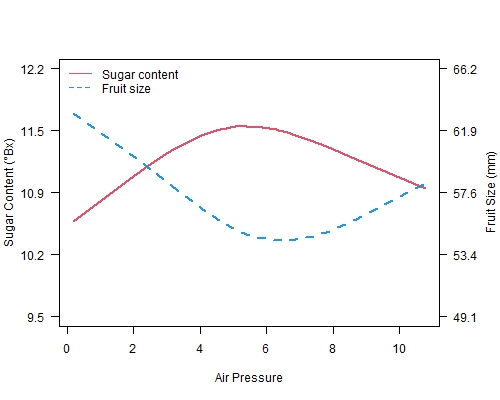 12.2
11.5
10.9
10.2
9.5
Sugar Content (°Bx)
Sugar content
Fruit size
66.2
61.9
57.6
53.4
49.1
Fruit Size (mm)
0 2 4 6 8 10
Air Pressure